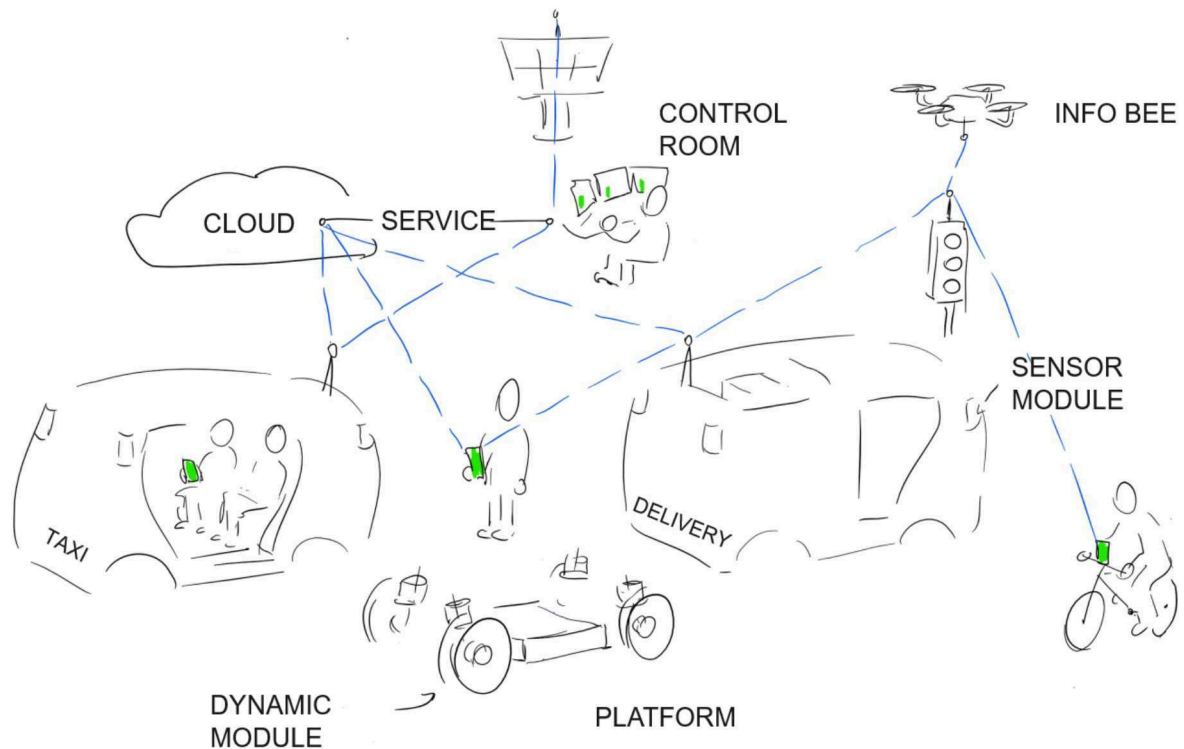 CONTROL
ROOM
INFO BEE
CLOUD
SERVICE
SENSOR
MODULE
TAXI
DELIVERY
DYNAMIC
MODULE
PLATFORM